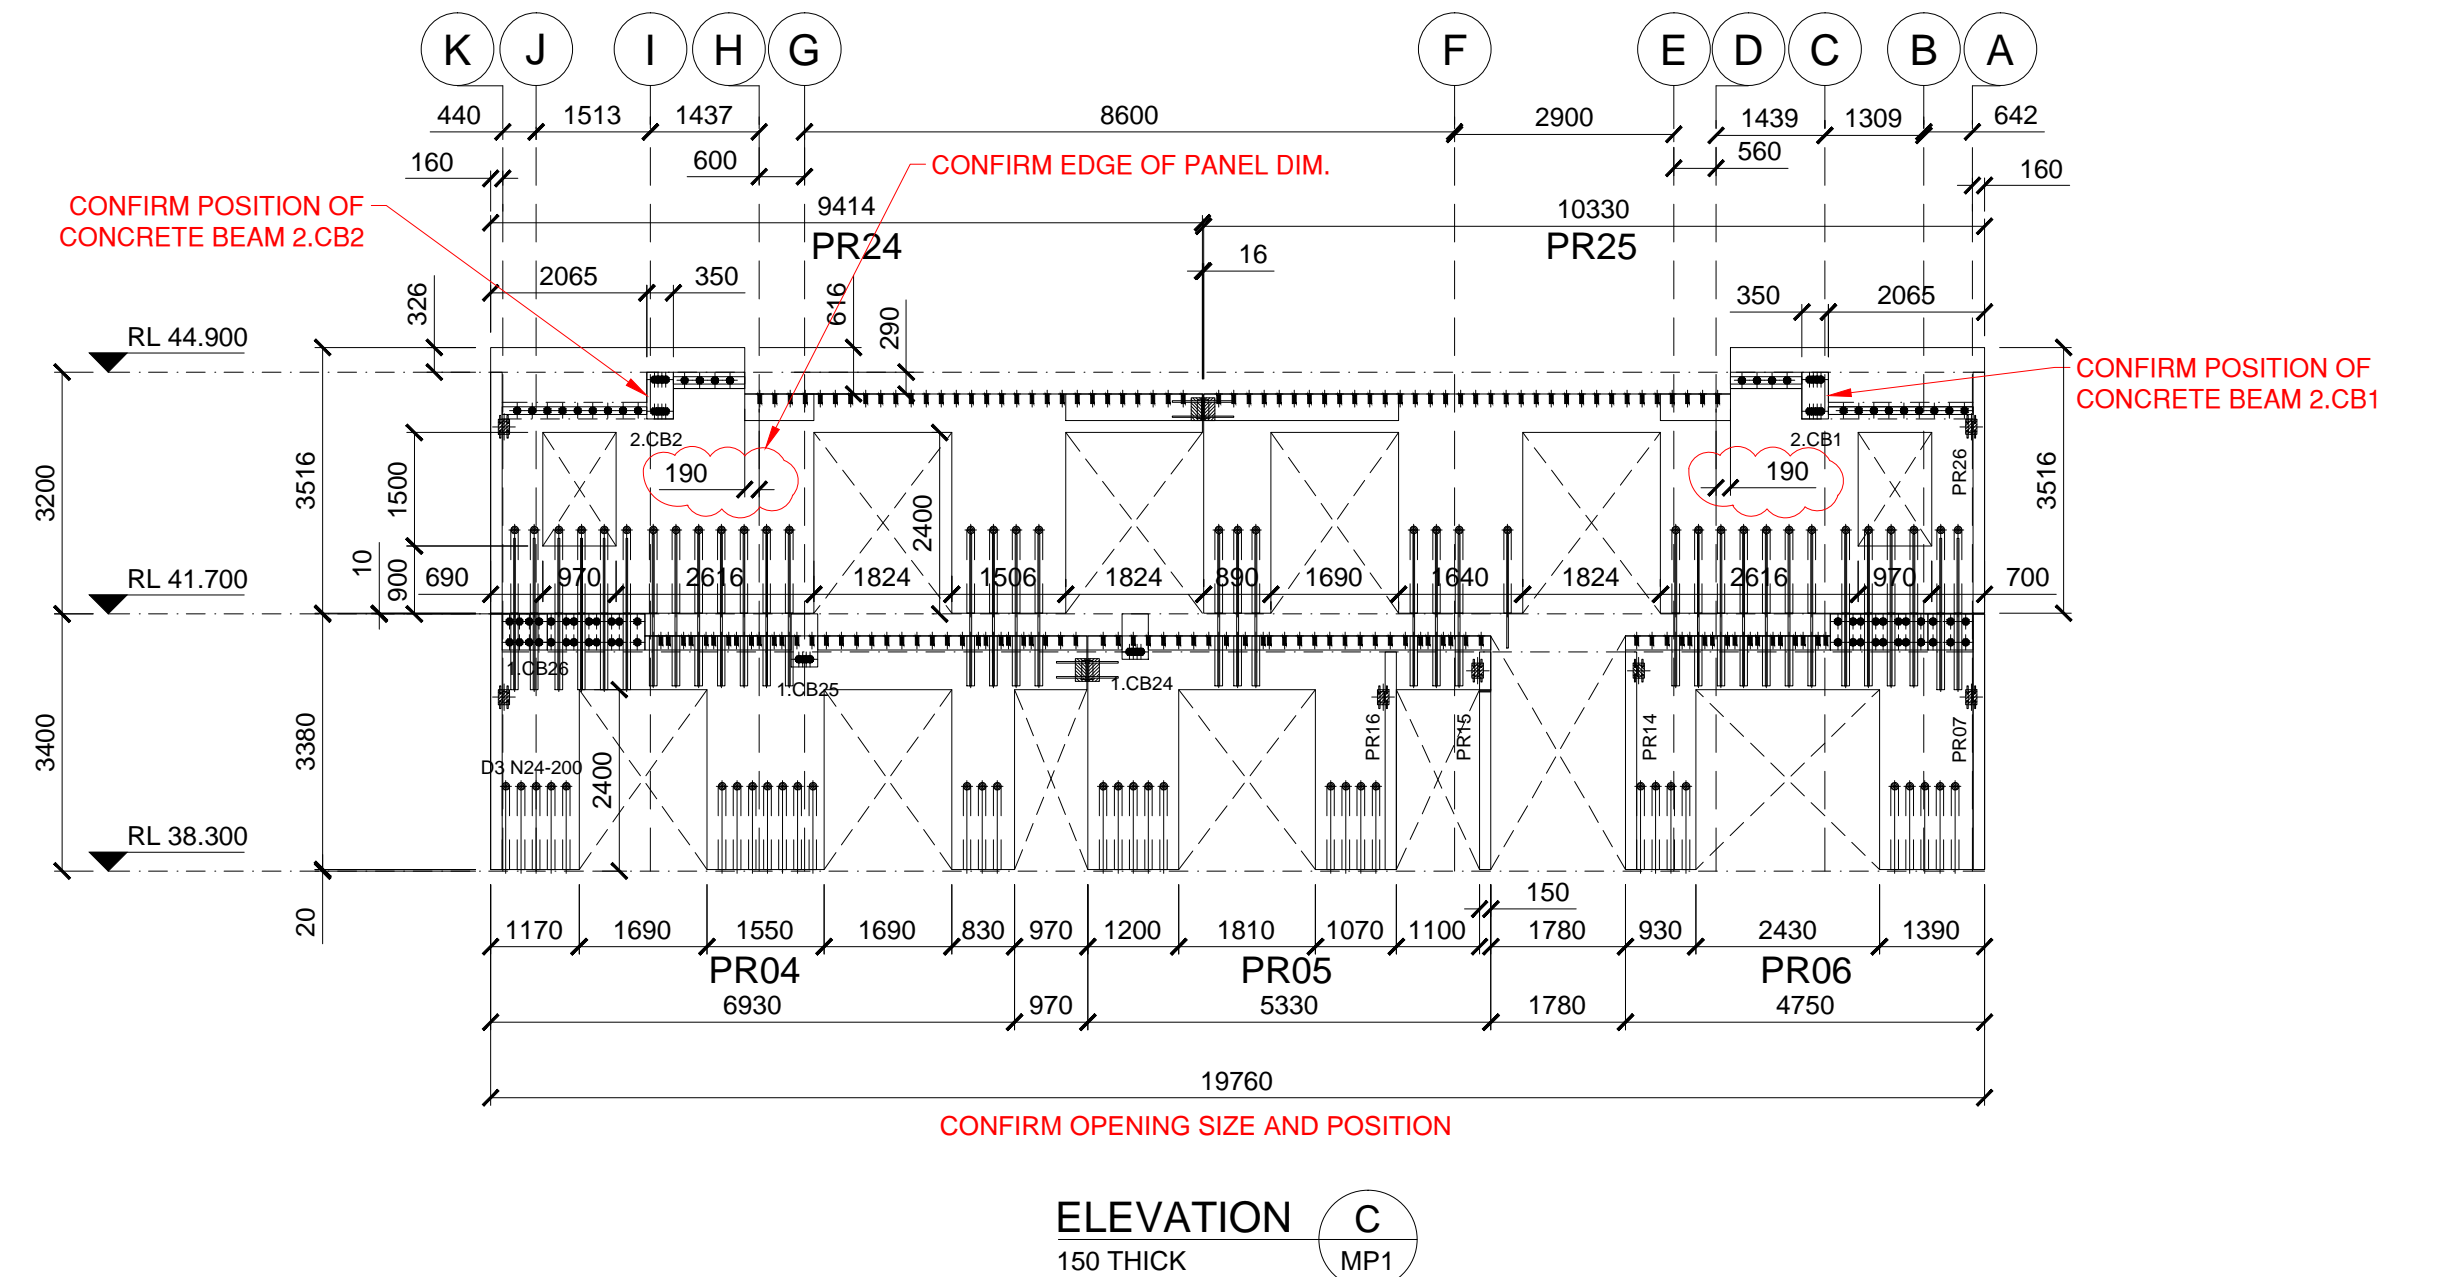 K J I H G F E D C B A
440 1513 1437 8600 2900 1439 1309 642
160 600 560 160
CONFIRM EDGE OF PANEL DIM.
CONFIRM POSITION OF
CONCRETE BEAM 2.CB2
9414 10330
PR24 PR25
16
2065 350 350 2065
326 616 290
RL 44.900
CONFIRM POSITION OF
CONCRETE BEAM 2.CB1
2.CB2 2.CB1
190 190
3200 3516 1500 2400 PR26 3516
10 900
RL 41.700
690 970 2616 1824 1506 1824 890 1690 1640 1824 2616 970 700
1.CB26 1.CB25 1.CB24
3400 3380 2400 PR16 PR15 PR14 PR07
D3 N24-200
RL 38.300
20
150
1170 1690 1550 1690 830 970 1200 1810 1070 1100 1780 930 2430 1390
PR04 PR05 PR06
6930 970 5330 1780 4750
19760
CONFIRM OPENING SIZE AND POSITION
ELEVATION C
150 THICK MP1